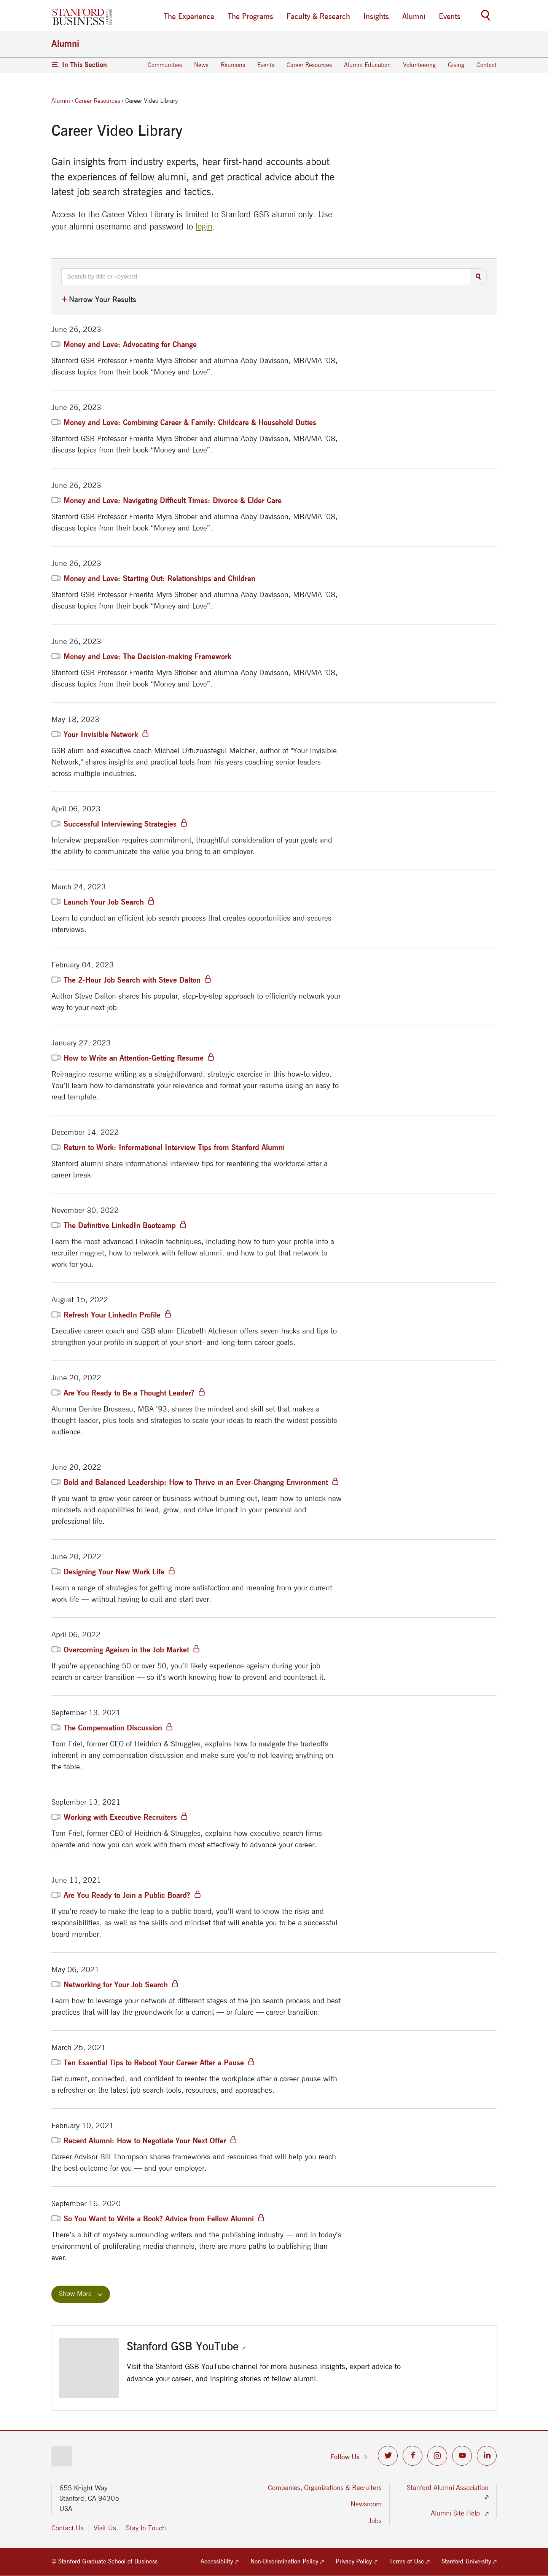 STANFORD
BUSINESS
The Experience
The Programs
Faculty & Research
Insights
Alumni
Events
Alumni
In This Section
Communities
News
Reunions
Events
Career Resources
Alumni Education
Volunteering
Giving
Contact
Alumni › Career Resources › Career Video Library
Career Video Library
Gain insights from industry experts, hear first-hand accounts about
the experiences of fellow alumni, and get practical advice about the
latest job search strategies and tactics.
Access to the Career Video Library is limited to Stanford GSB alumni only. Use
your alumni username and password to login.
Search by title or keyword
+ Narrow Your Results
June 26, 2023
Money and Love: Advocating for Change
Stanford GSB Professor Emerita Myra Strober and alumna Abby Davisson, MBA/MA ’08,
discuss topics from their book “Money and Love”.
June 26, 2023
Money and Love: Combining Career & Family: Childcare & Household Duties
Stanford GSB Professor Emerita Myra Strober and alumna Abby Davisson, MBA/MA ’08,
discuss topics from their book “Money and Love”.
June 26, 2023
Money and Love: Navigating Difficult Times: Divorce & Elder Care
Stanford GSB Professor Emerita Myra Strober and alumna Abby Davisson, MBA/MA ’08,
discuss topics from their book “Money and Love”.
June 26, 2023
Money and Love: Starting Out: Relationships and Children
Stanford GSB Professor Emerita Myra Strober and alumna Abby Davisson, MBA/MA ’08,
discuss topics from their book “Money and Love”.
June 26, 2023
Money and Love: The Decision-making Framework
Stanford GSB Professor Emerita Myra Strober and alumna Abby Davisson, MBA/MA ’08,
discuss topics from their book “Money and Love”.
May 18, 2023
Your Invisible Network
GSB alum and executive coach Michael Urtuzuastegui Melcher, author of "Your Invisible
Network," shares insights and practical tools from his years coaching senior leaders
across multiple industries.
April 06, 2023
Successful Interviewing Strategies
Interview preparation requires commitment, thoughtful consideration of your goals and
the ability to communicate the value you bring to an employer.
March 24, 2023
Launch Your Job Search
Learn to conduct an efficient job search process that creates opportunities and secures
interviews.
February 04, 2023
The 2-Hour Job Search with Steve Dalton
Author Steve Dalton shares his popular, step-by-step approach to efficiently network your
way to your next job.
January 27, 2023
How to Write an Attention-Getting Resume
Reimagine resume writing as a straightforward, strategic exercise in this how-to video.
You’ll learn how to demonstrate your relevance and format your resume using an easy-to-
read template.
December 14, 2022
Return to Work: Informational Interview Tips from Stanford Alumni
Stanford alumni share informational interview tips for reentering the workforce after a
career break.
November 30, 2022
The Definitive LinkedIn Bootcamp
Learn the most advanced LinkedIn techniques, including how to turn your profile into a
recruiter magnet, how to network with fellow alumni, and how to put that network to
work for you.
August 15, 2022
Refresh Your LinkedIn Profile
Executive career coach and GSB alum Elizabeth Atcheson offers seven hacks and tips to
strengthen your profile in support of your short- and long-term career goals.
June 20, 2022
Are You Ready to Be a Thought Leader?
Alumna Denise Brosseau, MBA ’93, shares the mindset and skill set that makes a
thought leader, plus tools and strategies to scale your ideas to reach the widest possible
audience.
June 20, 2022
Bold and Balanced Leadership: How to Thrive in an Ever-Changing Environment
If you want to grow your career or business without burning out, learn how to unlock new
mindsets and capabilities to lead, grow, and drive impact in your personal and
professional life.
June 20, 2022
Designing Your New Work Life
Learn a range of strategies for getting more satisfaction and meaning from your current
work life — without having to quit and start over.
April 06, 2022
Overcoming Ageism in the Job Market
If you’re approaching 50 or over 50, you’ll likely experience ageism during your job
search or career transition — so it’s worth knowing how to prevent and counteract it.
September 13, 2021
The Compensation Discussion
Tom Friel, former CEO of Heidrich & Struggles, explains how to navigate the tradeoffs
inherent in any compensation discussion and make sure you're not leaving anything on
the table.
September 13, 2021
Working with Executive Recruiters
Tom Friel, former CEO of Heidrich & Struggles, explains how executive search firms
operate and how you can work with them most effectively to advance your career.
June 11, 2021
Are You Ready to Join a Public Board?
If you’re ready to make the leap to a public board, you’ll want to know the risks and
responsibilities, as well as the skills and mindset that will enable you to be a successful
board member.
May 06, 2021
Networking for Your Job Search
Learn how to leverage your network at different stages of the job search process and best
practices that will lay the groundwork for a current — or future — career transition.
March 25, 2021
Ten Essential Tips to Reboot Your Career After a Pause
Get current, connected, and confident to reenter the workplace after a career pause with
a refresher on the latest job search tools, resources, and approaches.
February 10, 2021
Recent Alumni: How to Negotiate Your Next Offer
Career Advisor Bill Thompson shares frameworks and resources that will help you reach
the best outcome for you — and your employer.
September 16, 2020
So You Want to Write a Book? Advice from Fellow Alumni
There’s a bit of mystery surrounding writers and the publishing industry — and in today’s
environment of proliferating media channels, there are more paths to publishing than
ever.
Show More
Stanford GSB YouTube
Visit the Stanford GSB YouTube channel for more business insights, expert advice to
advance your career, and inspiring stories of fellow alumni.
Follow Us
655 Knight Way
Stanford, CA 94305
USA
Contact Us
Visit Us
Stay In Touch
Companies, Organizations & Recruiters
Newsroom
Jobs
Stanford Alumni Association
Alumni Site Help
© Stanford Graduate School of Business
Accessibility
Non-Discrimination Policy
Privacy Policy
Terms of Use
Stanford University